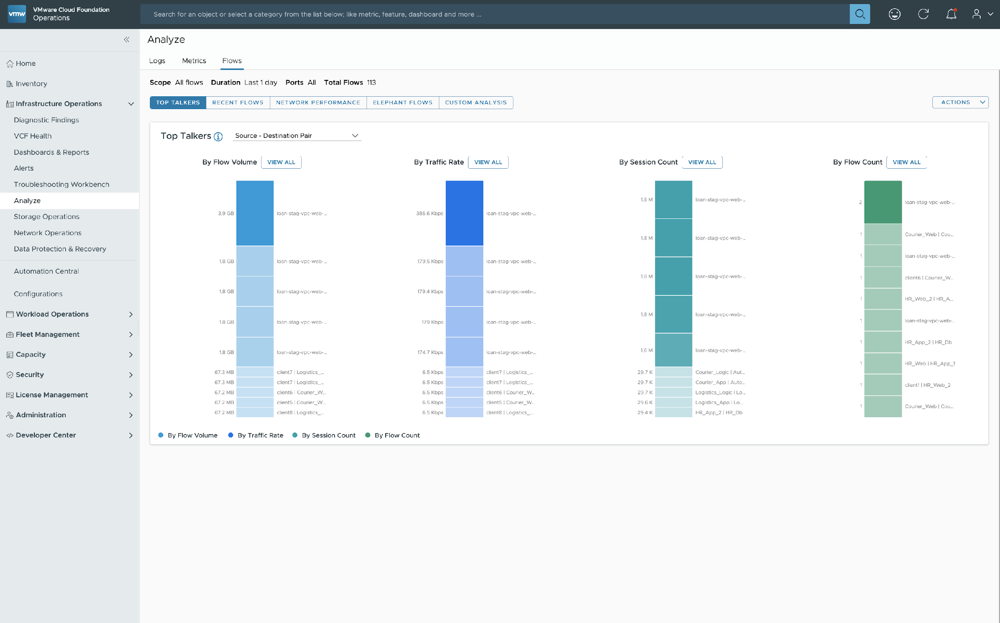 vmw
VMware Cloud Foundation
Operations
Search for an object or select a category from the list below; like metric, feature, dashboard and more ...
Home
Inventory
Infrastructure Operations
Diagnostic Findings
VCF Health
Dashboards & Reports
Alerts
Troubleshooting Workbench
Analyze
Storage Operations
Network Operations
Data Protection & Recovery
Automation Central
Configurations
Workload Operations
Fleet Management
Capacity
Security
License Management
Administration
Developer Center
Analyze
Logs Metrics Flows
Scope All flows Duration Last 1 day Ports All Total Flows 113
TOP TALKERS RECENT FLOWS NETWORK PERFORMANCE ELEPHANT FLOWS CUSTOM ANALYSIS ACTIONS
Top Talkers Source - Destination Pair
By Flow Volume VIEW ALL
3.9 GB loan-stag-vpc-web-...
1.8 GB loan-stag-vpc-web-...
1.8 GB loan-stag-vpc-web-...
1.8 GB loan-stag-vpc-web-...
1.8 GB loan-stag-vpc-web-...
67.3 MB client7 | Logistics_...
67.3 MB client7 | Logistics_...
67.2 MB client6 | Courier_W...
67.2 MB client5 | Courier_W...
67.2 MB client8 | Logistics_...
By Traffic Rate VIEW ALL
386.6 Kbps loan-stag-vpc-web-...
179.5 Kbps loan-stag-vpc-web-...
179.4 Kbps loan-stag-vpc-web-...
179 Kbps loan-stag-vpc-web-...
174.7 Kbps loan-stag-vpc-web-...
6.5 Kbps client7 | Logistics_...
6.5 Kbps client7 | Logistics_...
6.5 Kbps client6 | Courier_W...
6.5 Kbps client5 | Courier_W...
6.5 Kbps client8 | Logistics_...
By Session Count VIEW ALL
1.8 M loan-stag-vpc-web-...
1.8 M loan-stag-vpc-web-...
1.8 M loan-stag-vpc-web-...
1.8 M loan-stag-vpc-web-...
1.6 M loan-stag-vpc-web-...
29.7 K Courier_Logic | Aut...
29.7 K Courier_App | Auto...
29.7 K Logistics_Logic | Lo...
29.6 K Logistics_App | Lo...
29.4 K HR_App_2 | HR_Db
By Flow Count VIEW ALL
2 loan-stag-vpc-web-...
1 Courier_Web | Cou...
1 loan-stag-vpc-web-...
1 client6 | Courier_W...
1 HR_Web_2 | HR_A...
1 loan-stag-vpc-web-...
1 HR_App_2 | HR_Db
1 HR_Web | HR_App_1
1 client1 | HR_Web_2
1 Courier_Web | Cou...
By Flow Volume By Traffic Rate By Session Count By Flow Count